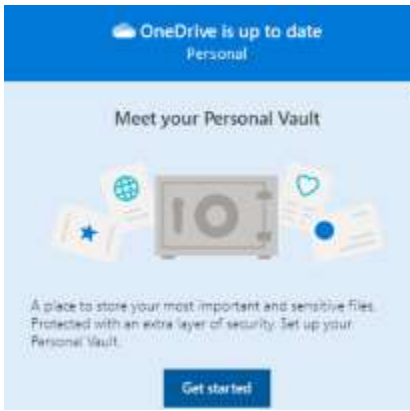 OneDrive is up to date
Personal
Meet your Personal Vault
A place to store your most important and sensitive files.
Protected with an extra layer of security. Set up your
Personal Vault.
Get started